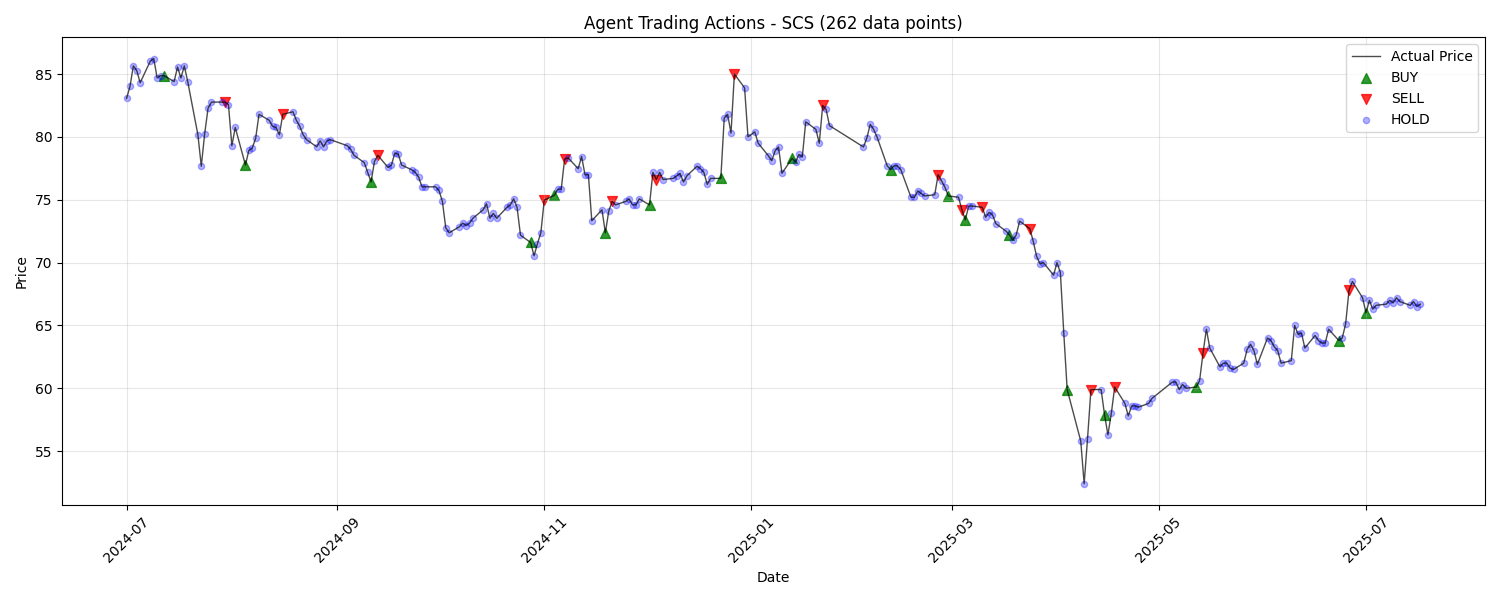 Agent Trading Actions - SCS (262 data points)
Actual Price
BUY
SELL
HOLD
Price
85
80
75
70
65
60
55
2024-07
2024-09
2024-11
2025-01
2025-03
2025-05
2025-07
Date